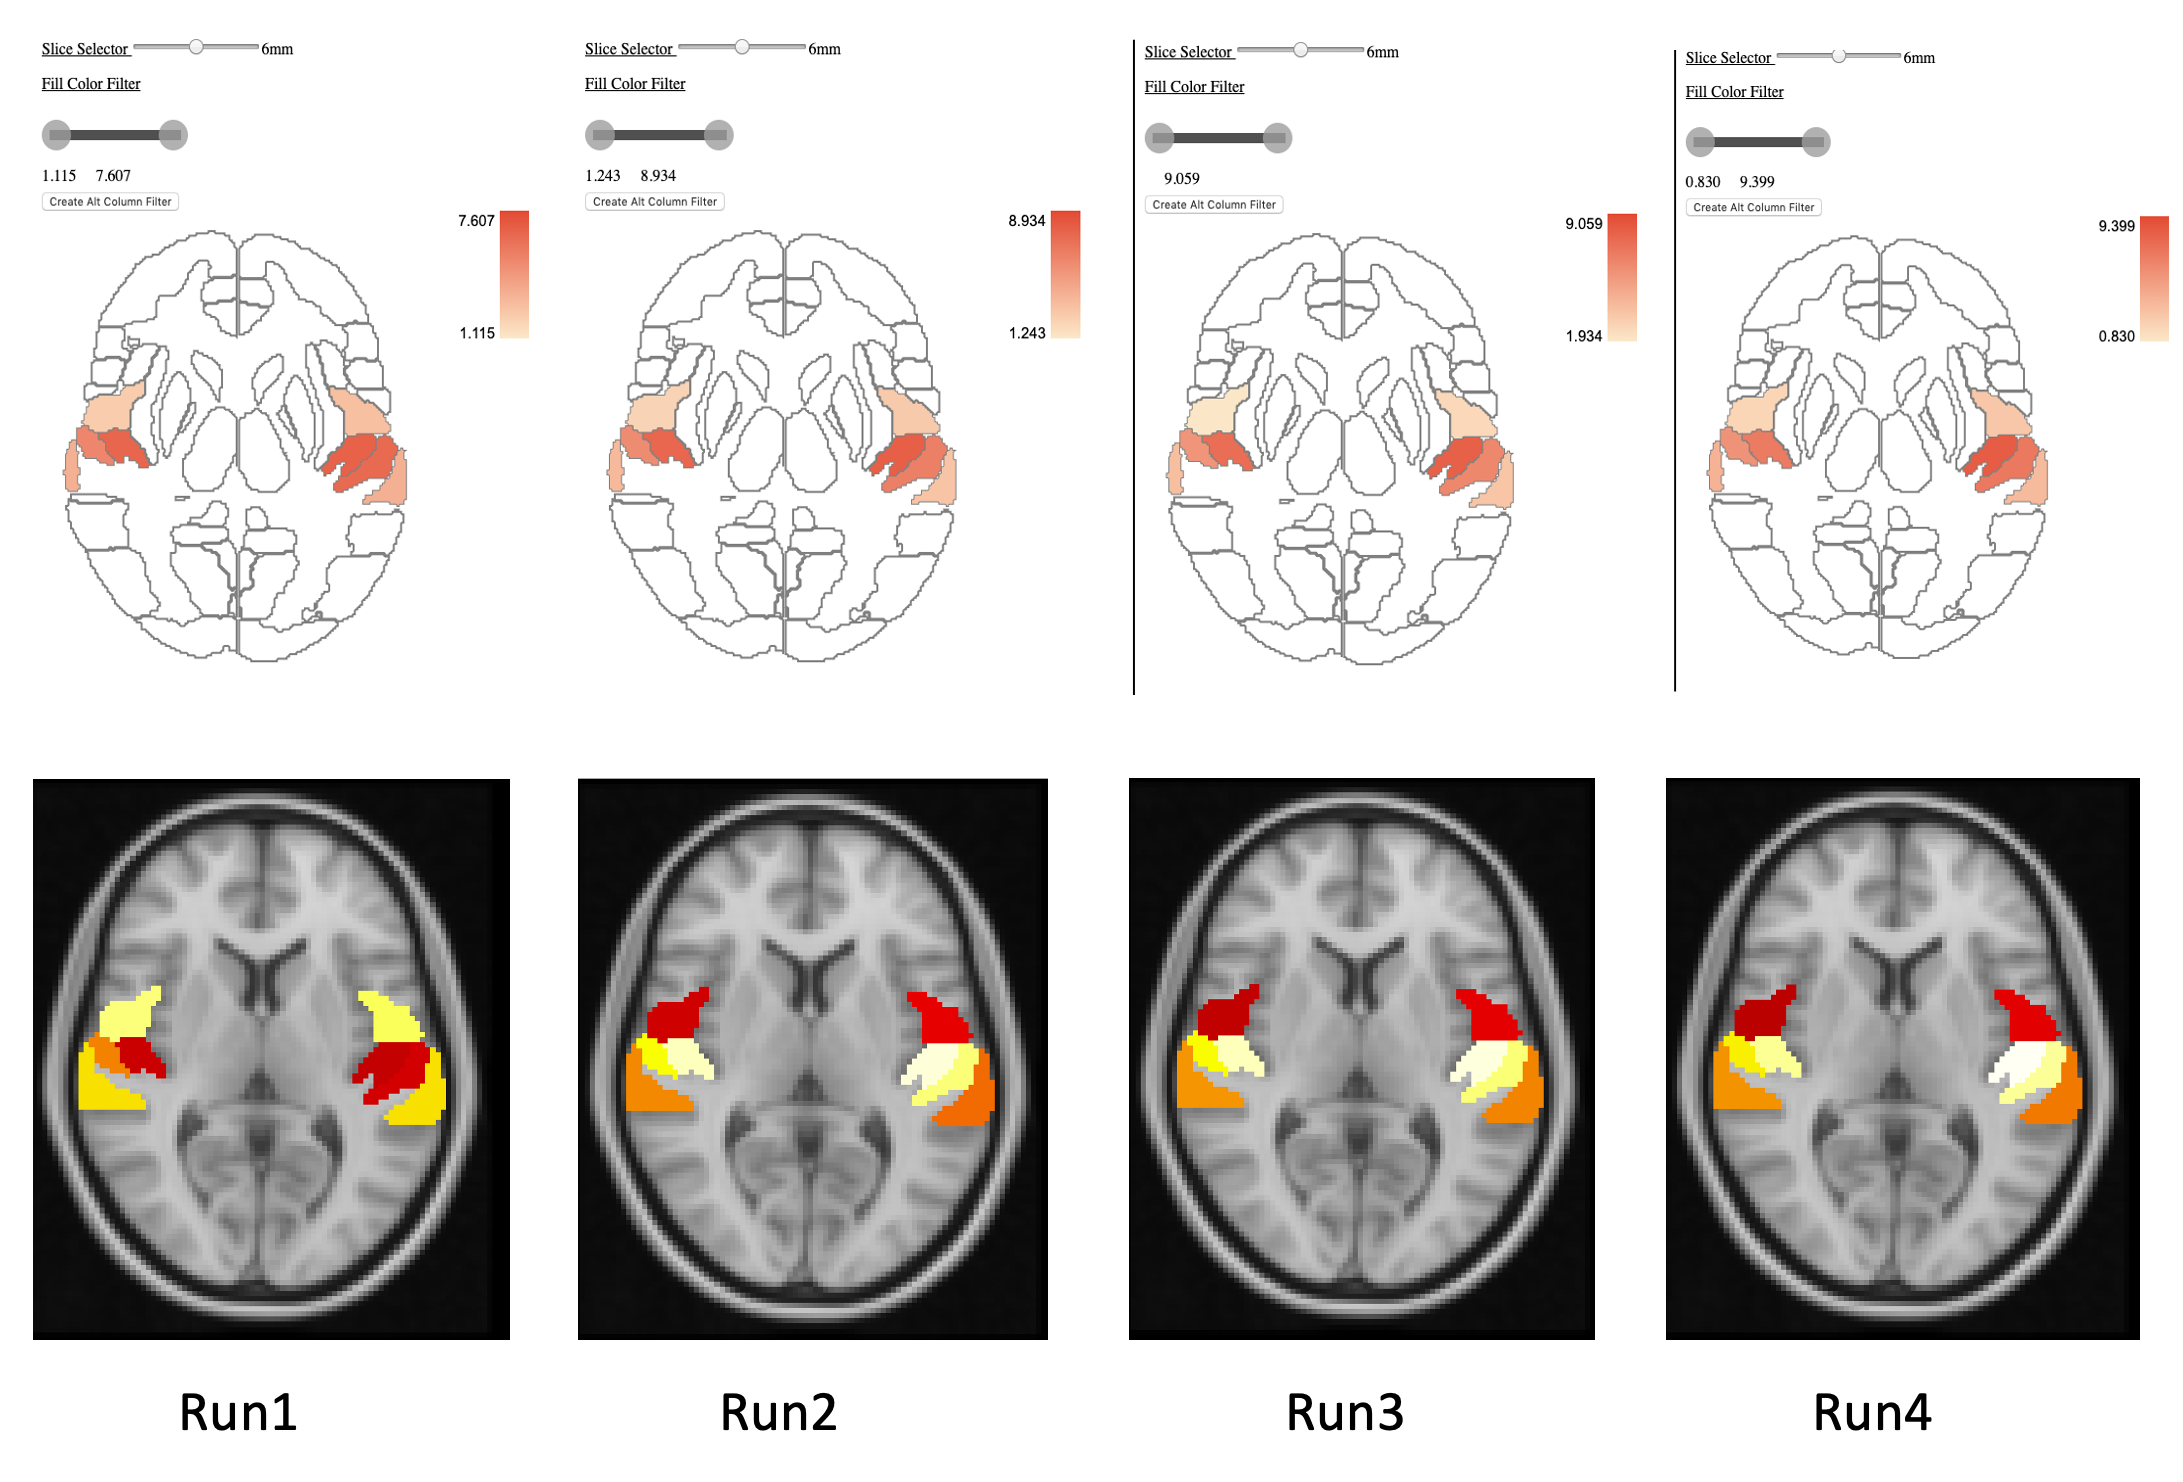 Slice Selector 6mm
Fill Color Filter
1.115 7.607
Create Alt Column Filter
7.607
1.115
Slice Selector 6mm
Fill Color Filter
1.243 8.934
Create Alt Column Filter
8.934
1.243
Slice Selector 6mm
Fill Color Filter
9.059
Create Alt Column Filter
9.059
1.934
Slice Selector 6mm
Fill Color Filter
0.830 9.399
Create Alt Column Filter
9.399
0.830
Run1
Run2
Run3
Run4